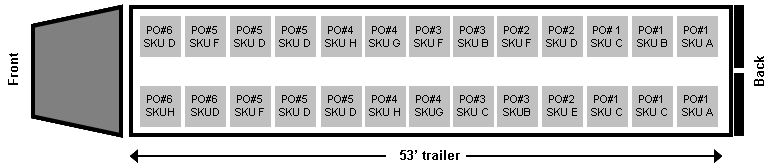 Front
PO#6 PO#5 PO#5 PO#5 PO#4 PO#4 PO#3 PO#3 PO#2 PO#2 PO# 1 PO#1 PO#1
SKU D SKU F SKU D SKU D SKU H SKU G SKU F SKU B SKU F SKU D SKU C SKU B SKU A
PO#6 PO#6 PO#5 PO#5 PO#5 PO#4 PO#4 PO#3 PO#3 PO#2 PO#1 PO#1 PO#1
SKUH SKUD SKU F SKU D SKU D SKU H SKUG SKU C SKUB SKU E SKU C SKU C SKU A
Back
53' trailer